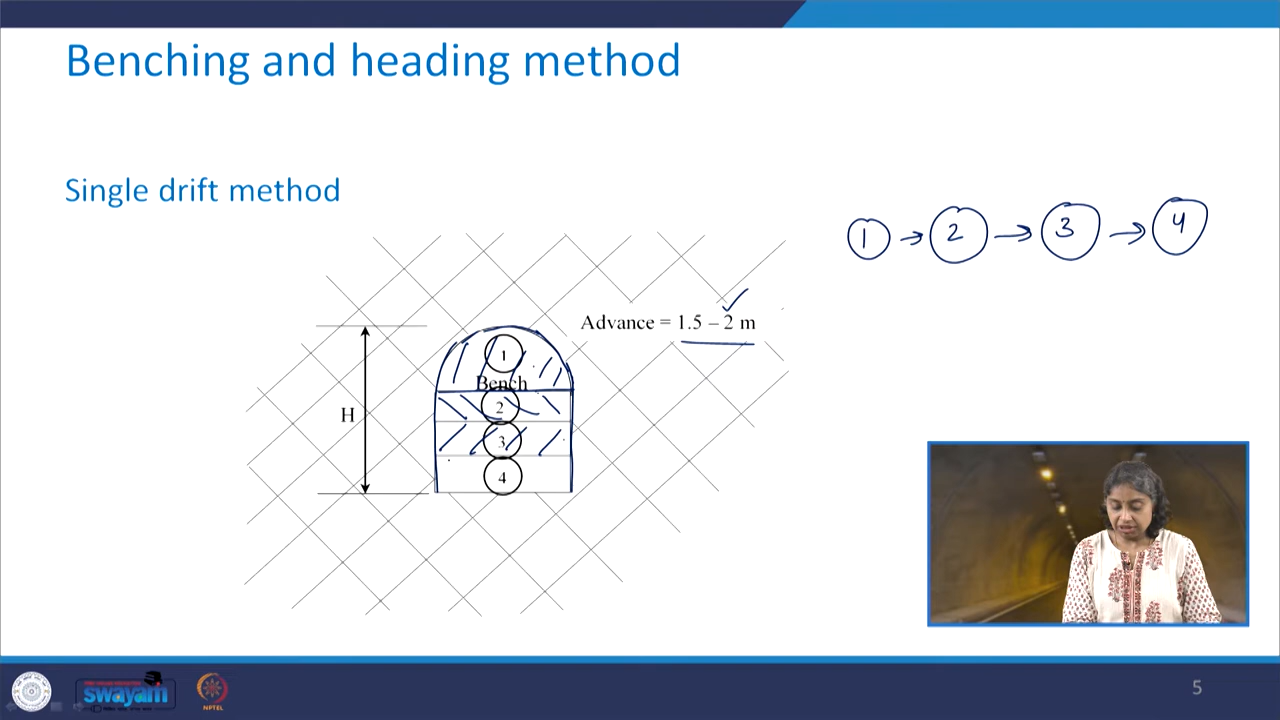 Benching and heading method
Single drift method
1 → 2 → 3 → 4
Advance = 1.5 – 2 m
1
Bench
2
H
3
4
swayam
NPTEL
5